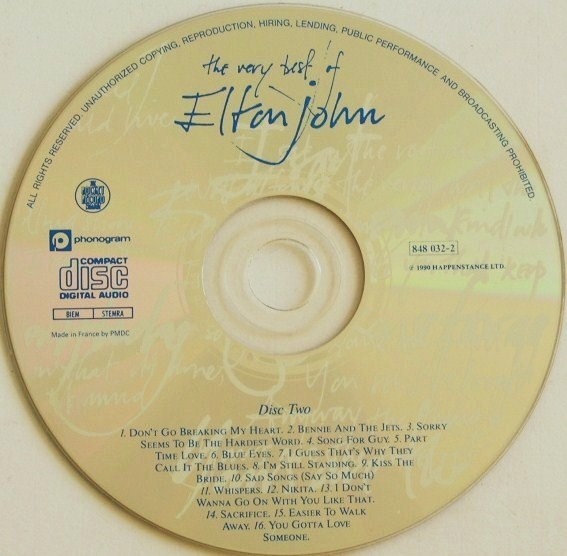 ALL RIGHTS RESERVED. UNAUTHORIZED COPYING, REPRODUCTION, HIRING, LENDING, PUBLIC PERFORMANCE AND BROADCASTING PROHIBITED.
the very best of
Elton John
phonogram
COMPACT
disc
DIGITAL AUDIO
BIEM STEMRA
Made in France by PMDC
848 032-2
℗ 1990 HAPPENSTANCE LTD
Disc Two
1. DON'T GO BREAKING MY HEART. 2. BENNIE AND THE JETS. 3. SORRY
SEEMS TO BE THE HARDEST WORD. 4. SONG FOR GUY. 5. PART
TIME LOVE. 6. BLUE EYES. 7. I GUESS THAT'S WHY THEY
CALL IT THE BLUES. 8. I'M STILL STANDING. 9. KISS THE
BRIDE. 10. SAD SONGS (SAY SO MUCH)
11. WHISPERS. 12. NIKITA. 13. I DON'T
WANNA GO ON WITH YOU LIKE THAT.
14. SACRIFICE. 15. EASIER TO WALK
AWAY. 16. YOU GOTTA LOVE
SOMEONE.